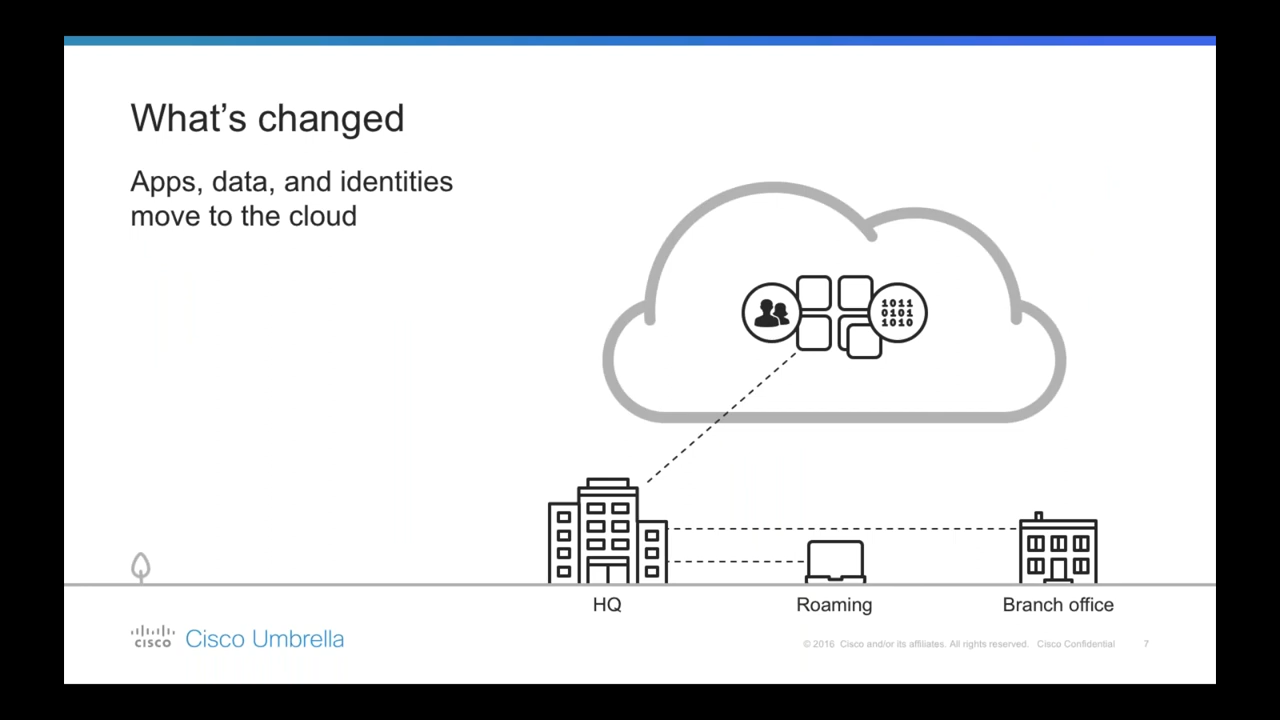 What's changed
Apps, data, and identities
move to the cloud
1011
0101
1010
HQ
Roaming
Branch office
CISCO Cisco Umbrella
© 2016 Cisco and/or its affiliates. All rights reserved. Cisco Confidential 7